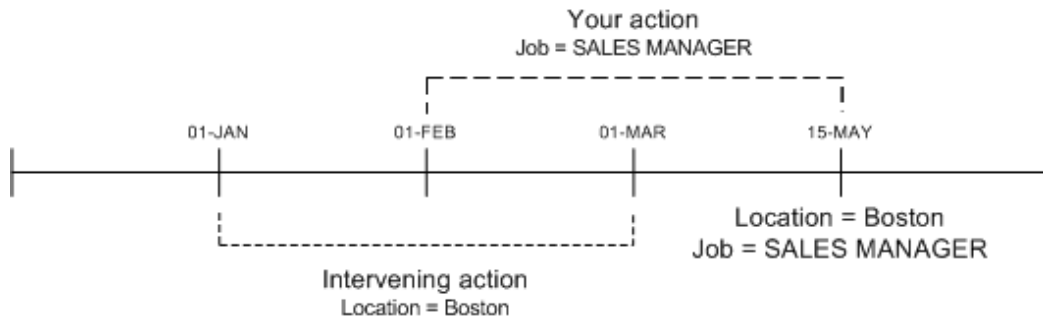 Your action
Job = SALES MANAGER
01-JAN 01-FEB 01-MAR 15-MAY
Location = Boston
Job = SALES MANAGER
Intervening action
Location = Boston